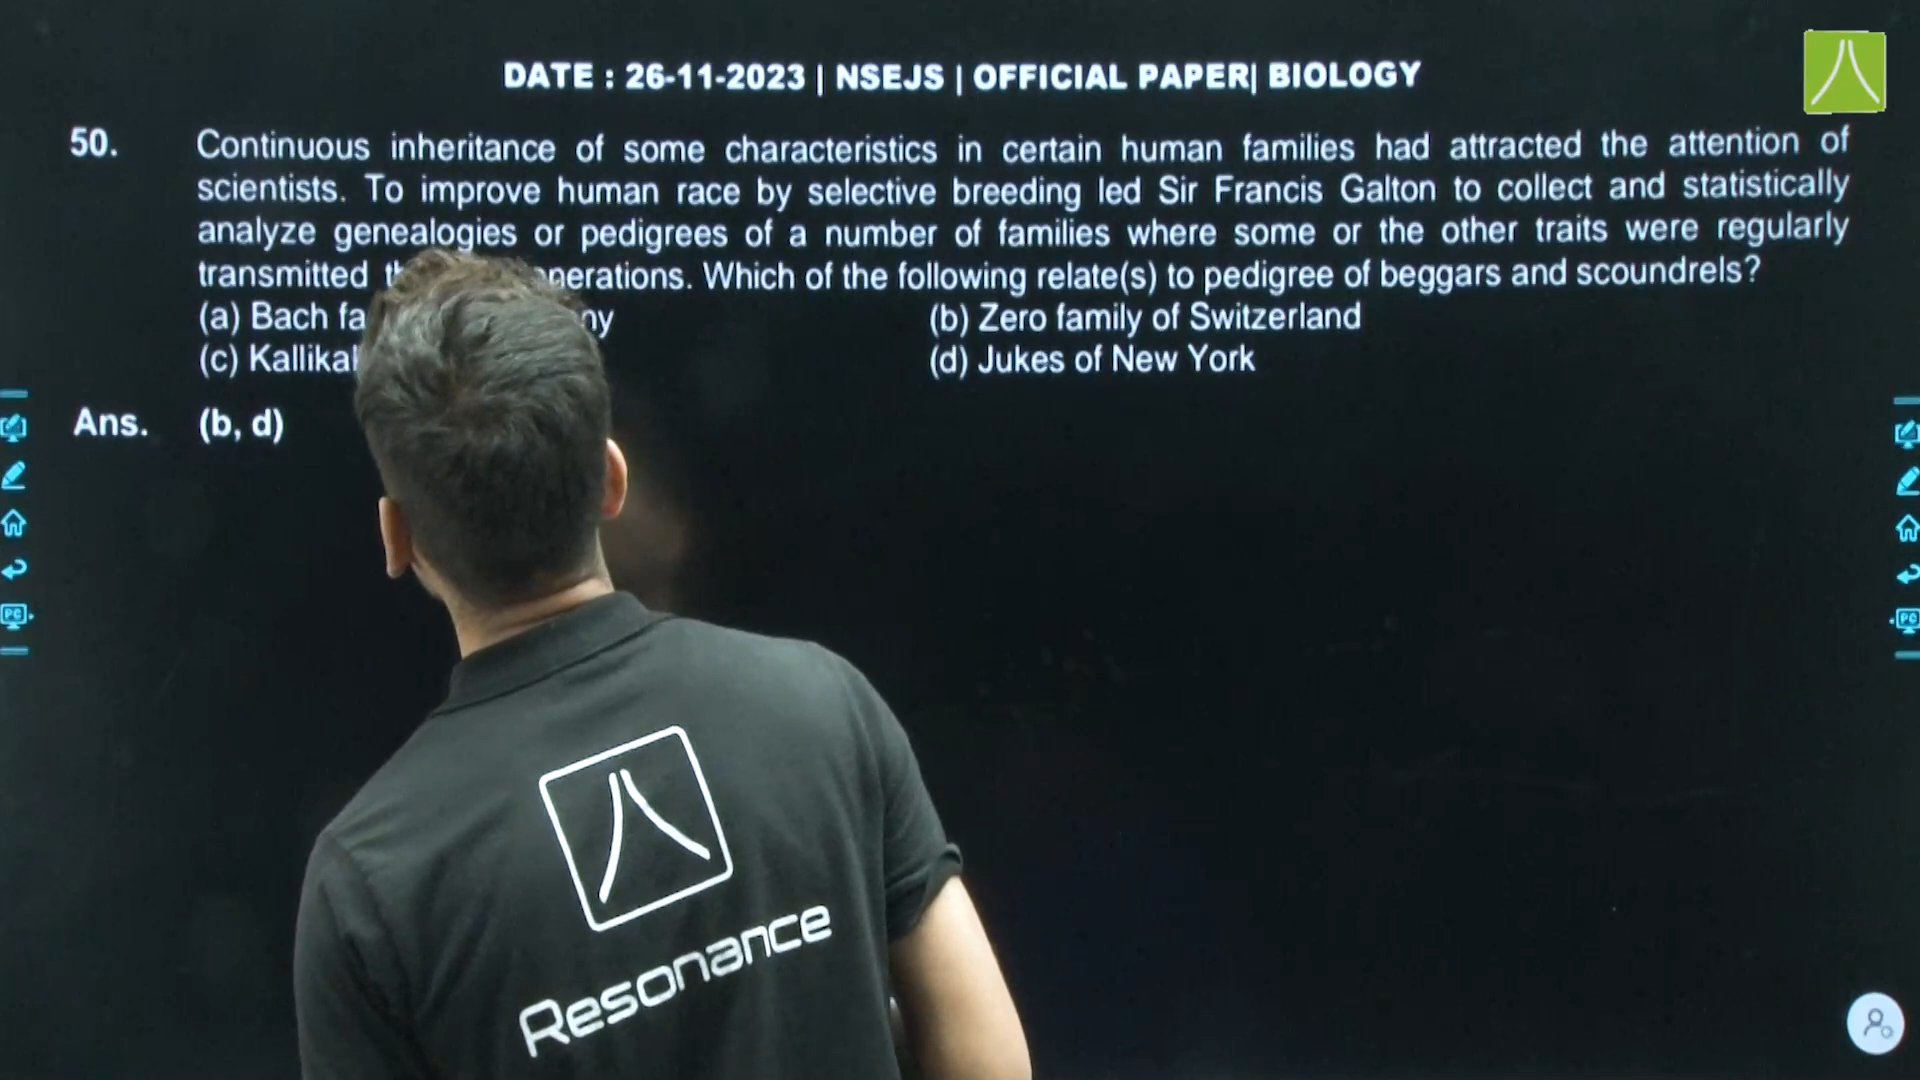 DATE : 26-11-2023 | NSEJS | OFFICIAL PAPER| BIOLOGY
50. Continuous inheritance of some characteristics in certain human families had attracted the attention of
scientists. To improve human race by selective breeding led Sir Francis Galton to collect and statistically
analyze genealogies or pedigrees of a number of families where some or the other traits were regularly
transmitted Which of the following relate(s) to pedigree of beggars and scoundrels?
(a) Bach (b) Zero family of Switzerland
(c) (d) Jukes of New York
Ans. (b, d)
Resonance
PC
PC